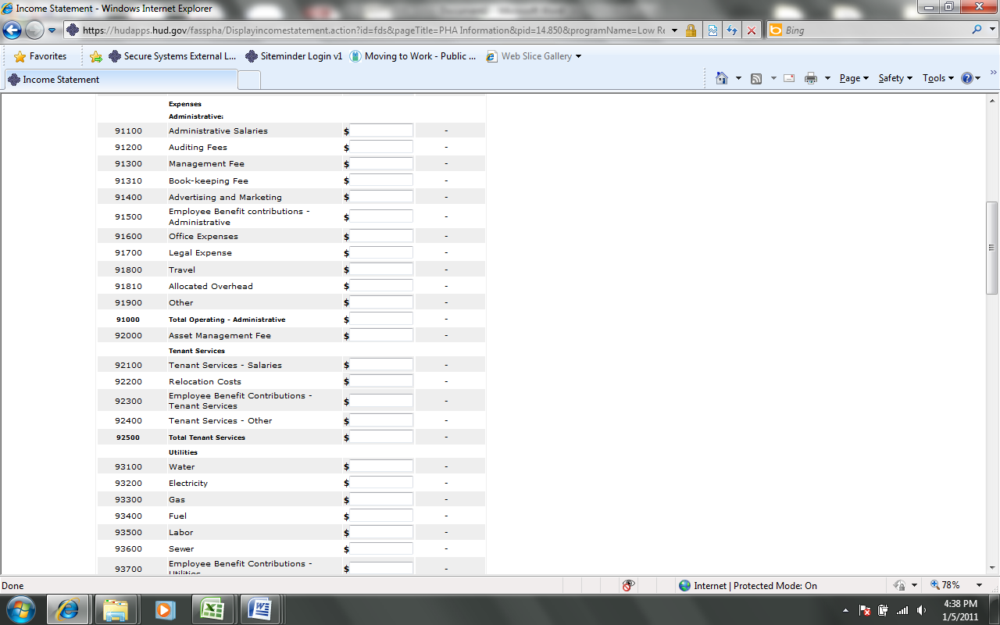 Income Statement - Windows Internet Explorer
https://hudapps.hud.gov/fasspha/Displayincomestatement.action?id=fds&pageTitle=PHA Information&pid=14.850&programName=Low Re
Bing
Favorites
Secure Systems External L...
Siteminder Login v1
Moving to Work - Public ...
Web Slice Gallery
Income Statement
Page
Safety
Tools
Expenses
Administrative:
91100 Administrative Salaries $ -
91200 Auditing Fees $ -
91300 Management Fee $ -
91310 Book-keeping Fee $ -
91400 Advertising and Marketing $ -
91500 Employee Benefit contributions - $ -
Administrative
91600 Office Expenses $ -
91700 Legal Expense $ -
91800 Travel $ -
91810 Allocated Overhead $ -
91900 Other $ -
91000 Total Operating - Administrative $ -
92000 Asset Management Fee $ -
Tenant Services
92100 Tenant Services - Salaries $ -
92200 Relocation Costs $ -
92300 Employee Benefit Contributions - $ -
Tenant Services
92400 Tenant Services - Other $ -
92500 Total Tenant Services $ -
Utilities
93100 Water $ -
93200 Electricity $ -
93300 Gas $ -
93400 Fuel $ -
93500 Labor $ -
93600 Sewer $ -
93700 Employee Benefit Contributions - $ -
Utilities
Done
Internet | Protected Mode: On
78%
4:38 PM
1/5/2011